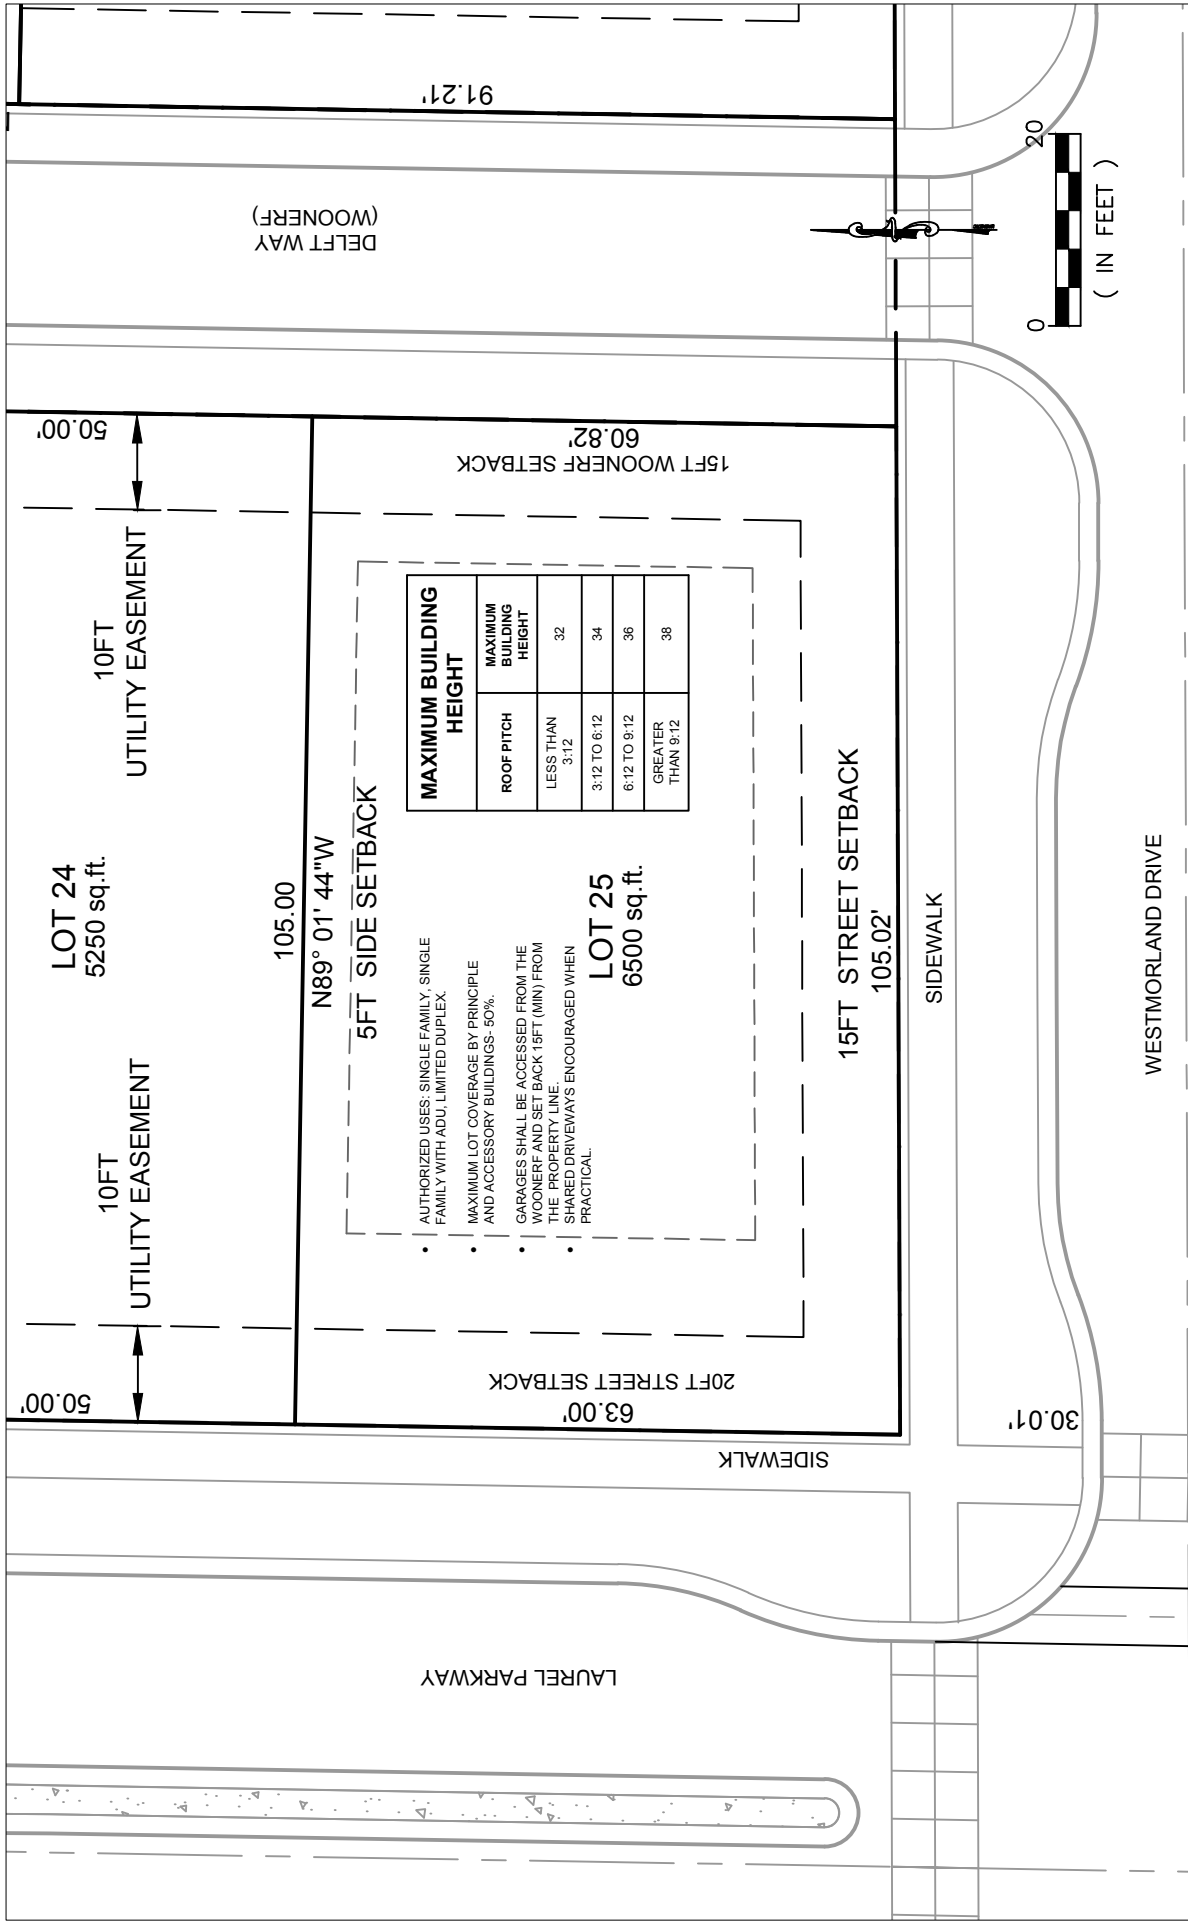 LOT 24
5250 sq.ft.
10FT
UTILITY EASEMENT
10FT
UTILITY EASEMENT
50.00'
50.00'
105.00
N89° 01' 44"W
5FT SIDE SETBACK
• AUTHORIZED USES: SINGLE FAMILY, SINGLE
FAMILY WITH ADU, LIMITED DUPLEX.
• MAXIMUM LOT COVERAGE BY PRINCIPLE
AND ACCESSORY BUILDINGS- 50%.
• GARAGES SHALL BE ACCESSED FROM THE
WOONERF AND SET BACK 15FT (MIN) FROM
THE PROPERTY LINE.
• SHARED DRIVEWAYS ENCOURAGED WHEN
PRACTICAL.
MAXIMUM BUILDING
HEIGHT
ROOF PITCH
MAXIMUM
BUILDING
HEIGHT
LESS THAN
3:12
32
3:12 TO 6:12
34
6:12 TO 9:12
36
GREATER
THAN 9:12
38
LOT 25
6500 sq.ft.
15FT STREET SETBACK
105.02'
20FT STREET SETBACK
63.00'
15FT WOONERF SETBACK
60.82'
SIDEWALK
SIDEWALK
30.01'
WESTMORLAND DRIVE
LAUREL PARKWAY
DELFT WAY
(WOONERF)
91.21'
0
20
( IN FEET )